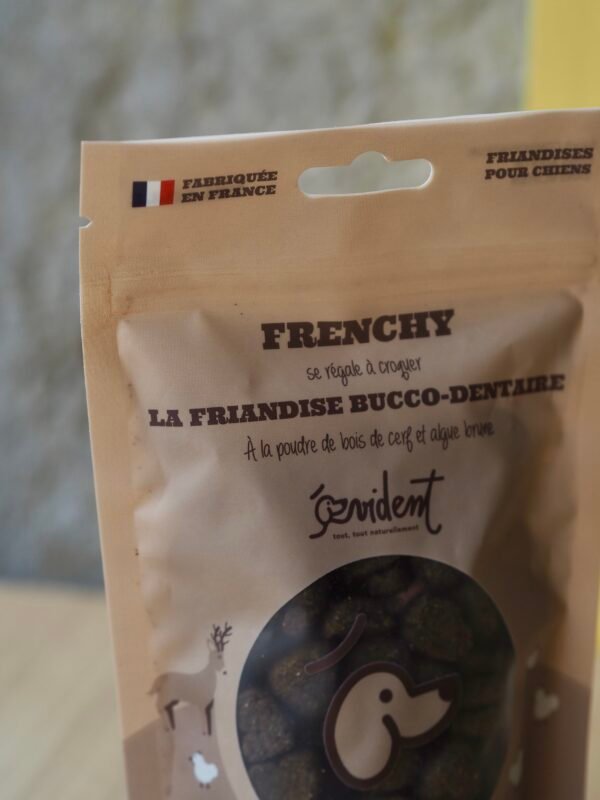 FABRIQUÉE
EN FRANCE
FRIANDISES
POUR CHIENS
FRENCHY
se régale à croquer
LA FRIANDISE BUCCO-DENTAIRE
À la poudre de bois de cerf et algue brune
Ózvident
tout, tout naturellement